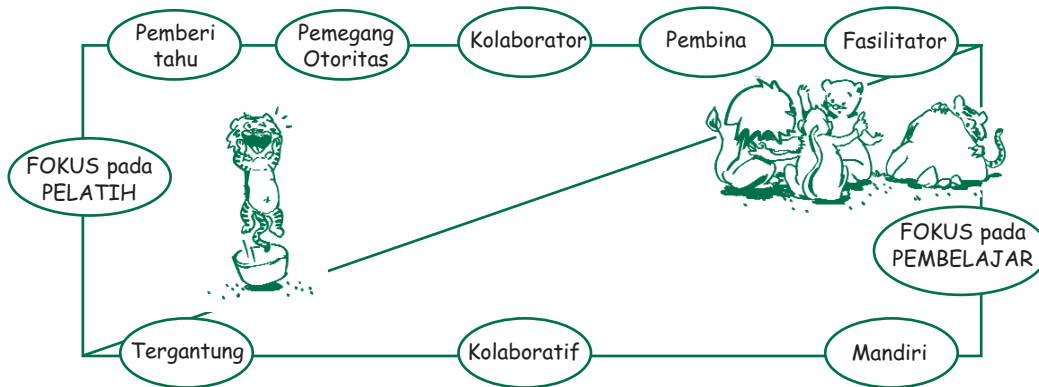 Pemberi
tahu
Pemegang
Otoritas
Kolaborator
Pembina
Fasilitator
FOKUS pada
PELATIH
FOKUS pada
PEMBELAJAR
Tergantung
Kolaboratif
Mandiri